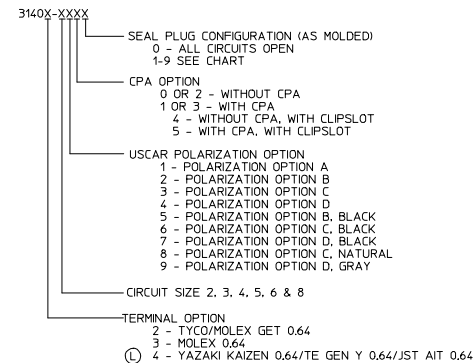 3140X-XXXX
SEAL PLUG CONFIGURATION (AS MOLDED)
0 - ALL CIRCUITS OPEN
1-9 SEE CHART
CPA OPTION
0 OR 2 - WITHOUT CPA
1 OR 3 - WITH CPA
4 - WITHOUT CPA, WITH CLIPSLOT
5 - WITH CPA, WITH CLIPSLOT
USCAR POLARIZATION OPTION
1 - POLARIZATION OPTION A
2 - POLARIZATION OPTION B
3 - POLARIZATION OPTION C
4 - POLARIZATION OPTION D
5 - POLARIZATION OPTION B, BLACK
6 - POLARIZATION OPTION C, BLACK
7 - POLARIZATION OPTION D, BLACK
8 - POLARIZATION OPTION C, NATURAL
9 - POLARIZATION OPTION D, GRAY
CIRCUIT SIZE 2, 3, 4, 5, 6 & 8
TERMINAL OPTION
2 - TYCO/MOLEX GET 0.64
3 - MOLEX 0.64
L 4 - YAZAKI KAIZEN 0.64/TE GEN Y 0.64/JST AIT 0.64